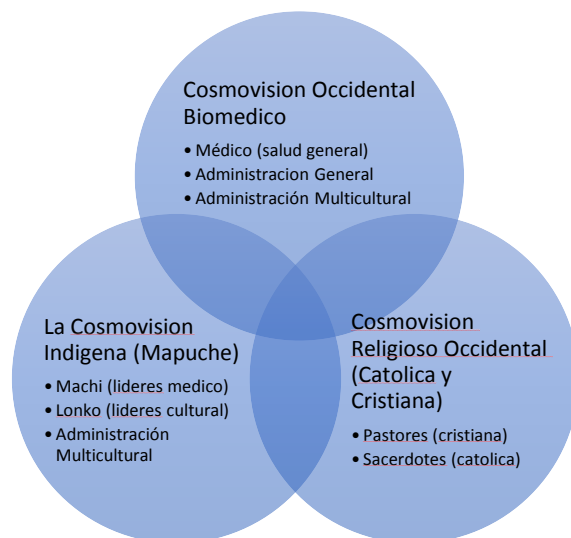 Cosmovision Occidental
Biomedico
• Médico (salud general)
• Administracion General
• Administración Multicultural
La Cosmovision
Indigena (Mapuche)
• Machi (lideres medico)
• Lonko (lideres cultural)
• Administración
Multicultural
Cosmovision
Religioso Occidental
(Catolica y
Cristiana)
• Pastores (cristiana)
• Sacerdotes (catolica)